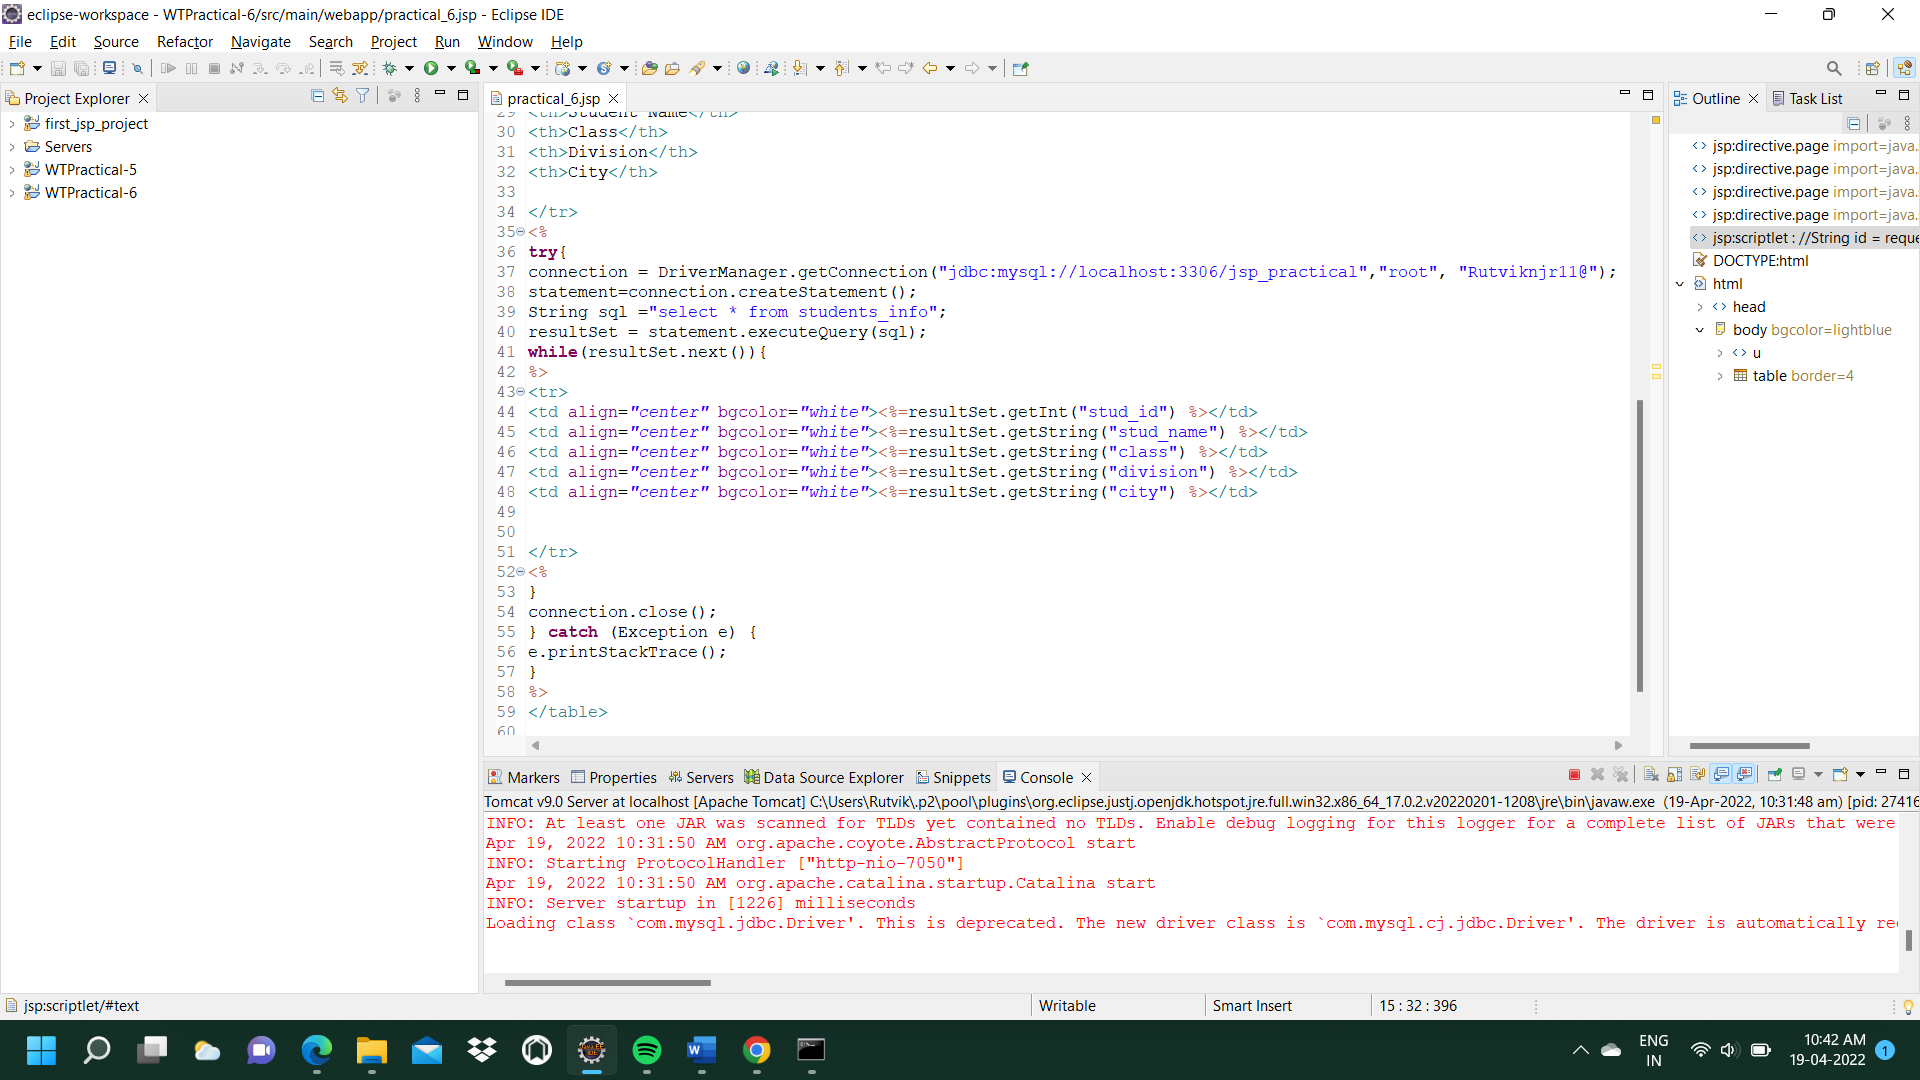 eclipse-workspace - WTPractical-6/src/main/webapp/practical_6.jsp - Eclipse IDE
File Edit Source Refactor Navigate Search Project Run Window Help
Project Explorer
first_jsp_project
Servers
WTPractical-5
WTPractical-6
practical_6.jsp
29 <th>Student Name</th>
30 <th>Class</th>
31 <th>Division</th>
32 <th>City</th>
33
34 </tr>
35 <%
36 try{
37 connection = DriverManager.getConnection("jdbc:mysql://localhost:3306/jsp_practical","root", "Rutviknjr11@");
38 statement=connection.createStatement();
39 String sql ="select * from students_info";
40 resultSet = statement.executeQuery(sql);
41 while(resultSet.next()){
42 %>
43 <tr>
44 <td align="center" bgcolor="white"><%=resultSet.getInt("stud_id") %></td>
45 <td align="center" bgcolor="white"><%=resultSet.getString("stud_name") %></td>
46 <td align="center" bgcolor="white"><%=resultSet.getString("class") %></td>
47 <td align="center" bgcolor="white"><%=resultSet.getString("division") %></td>
48 <td align="center" bgcolor="white"><%=resultSet.getString("city") %></td>
49
50
51 </tr>
52 <%
53 }
54 connection.close();
55 } catch (Exception e) {
56 e.printStackTrace();
57 }
58 %>
59 </table>
60
Outline Task List
jsp:directive.page import=java.
jsp:directive.page import=java.
jsp:directive.page import=java.
jsp:directive.page import=java.
jsp:scriptlet : //String id = reque
DOCTYPE:html
html
head
body bgcolor=lightblue
u
table border=4
Markers Properties Servers Data Source Explorer Snippets Console
Tomcat v9.0 Server at localhost [Apache Tomcat] C:\Users\Rutvik\.p2\pool\plugins\org.eclipse.justj.openjdk.hotspot.jre.full.win32.x86_64_17.0.2.v20220201-1208\jre\bin\javaw.exe (19-Apr-2022, 10:31:48 am) [pid: 27416
INFO: At least one JAR was scanned for TLDs yet contained no TLDs. Enable debug logging for this logger for a complete list of JARs that were
Apr 19, 2022 10:31:50 AM org.apache.coyote.AbstractProtocol start
INFO: Starting ProtocolHandler ["http-nio-7050"]
Apr 19, 2022 10:31:50 AM org.apache.catalina.startup.Catalina start
INFO: Server startup in [1226] milliseconds
Loading class `com.mysql.jdbc.Driver'. This is deprecated. The new driver class is `com.mysql.cj.jdbc.Driver'. The driver is automatically re
jsp:scriptlet/#text
Writable
Smart Insert
15 : 32 : 396
ENG
IN
10:42 AM
19-04-2022
1